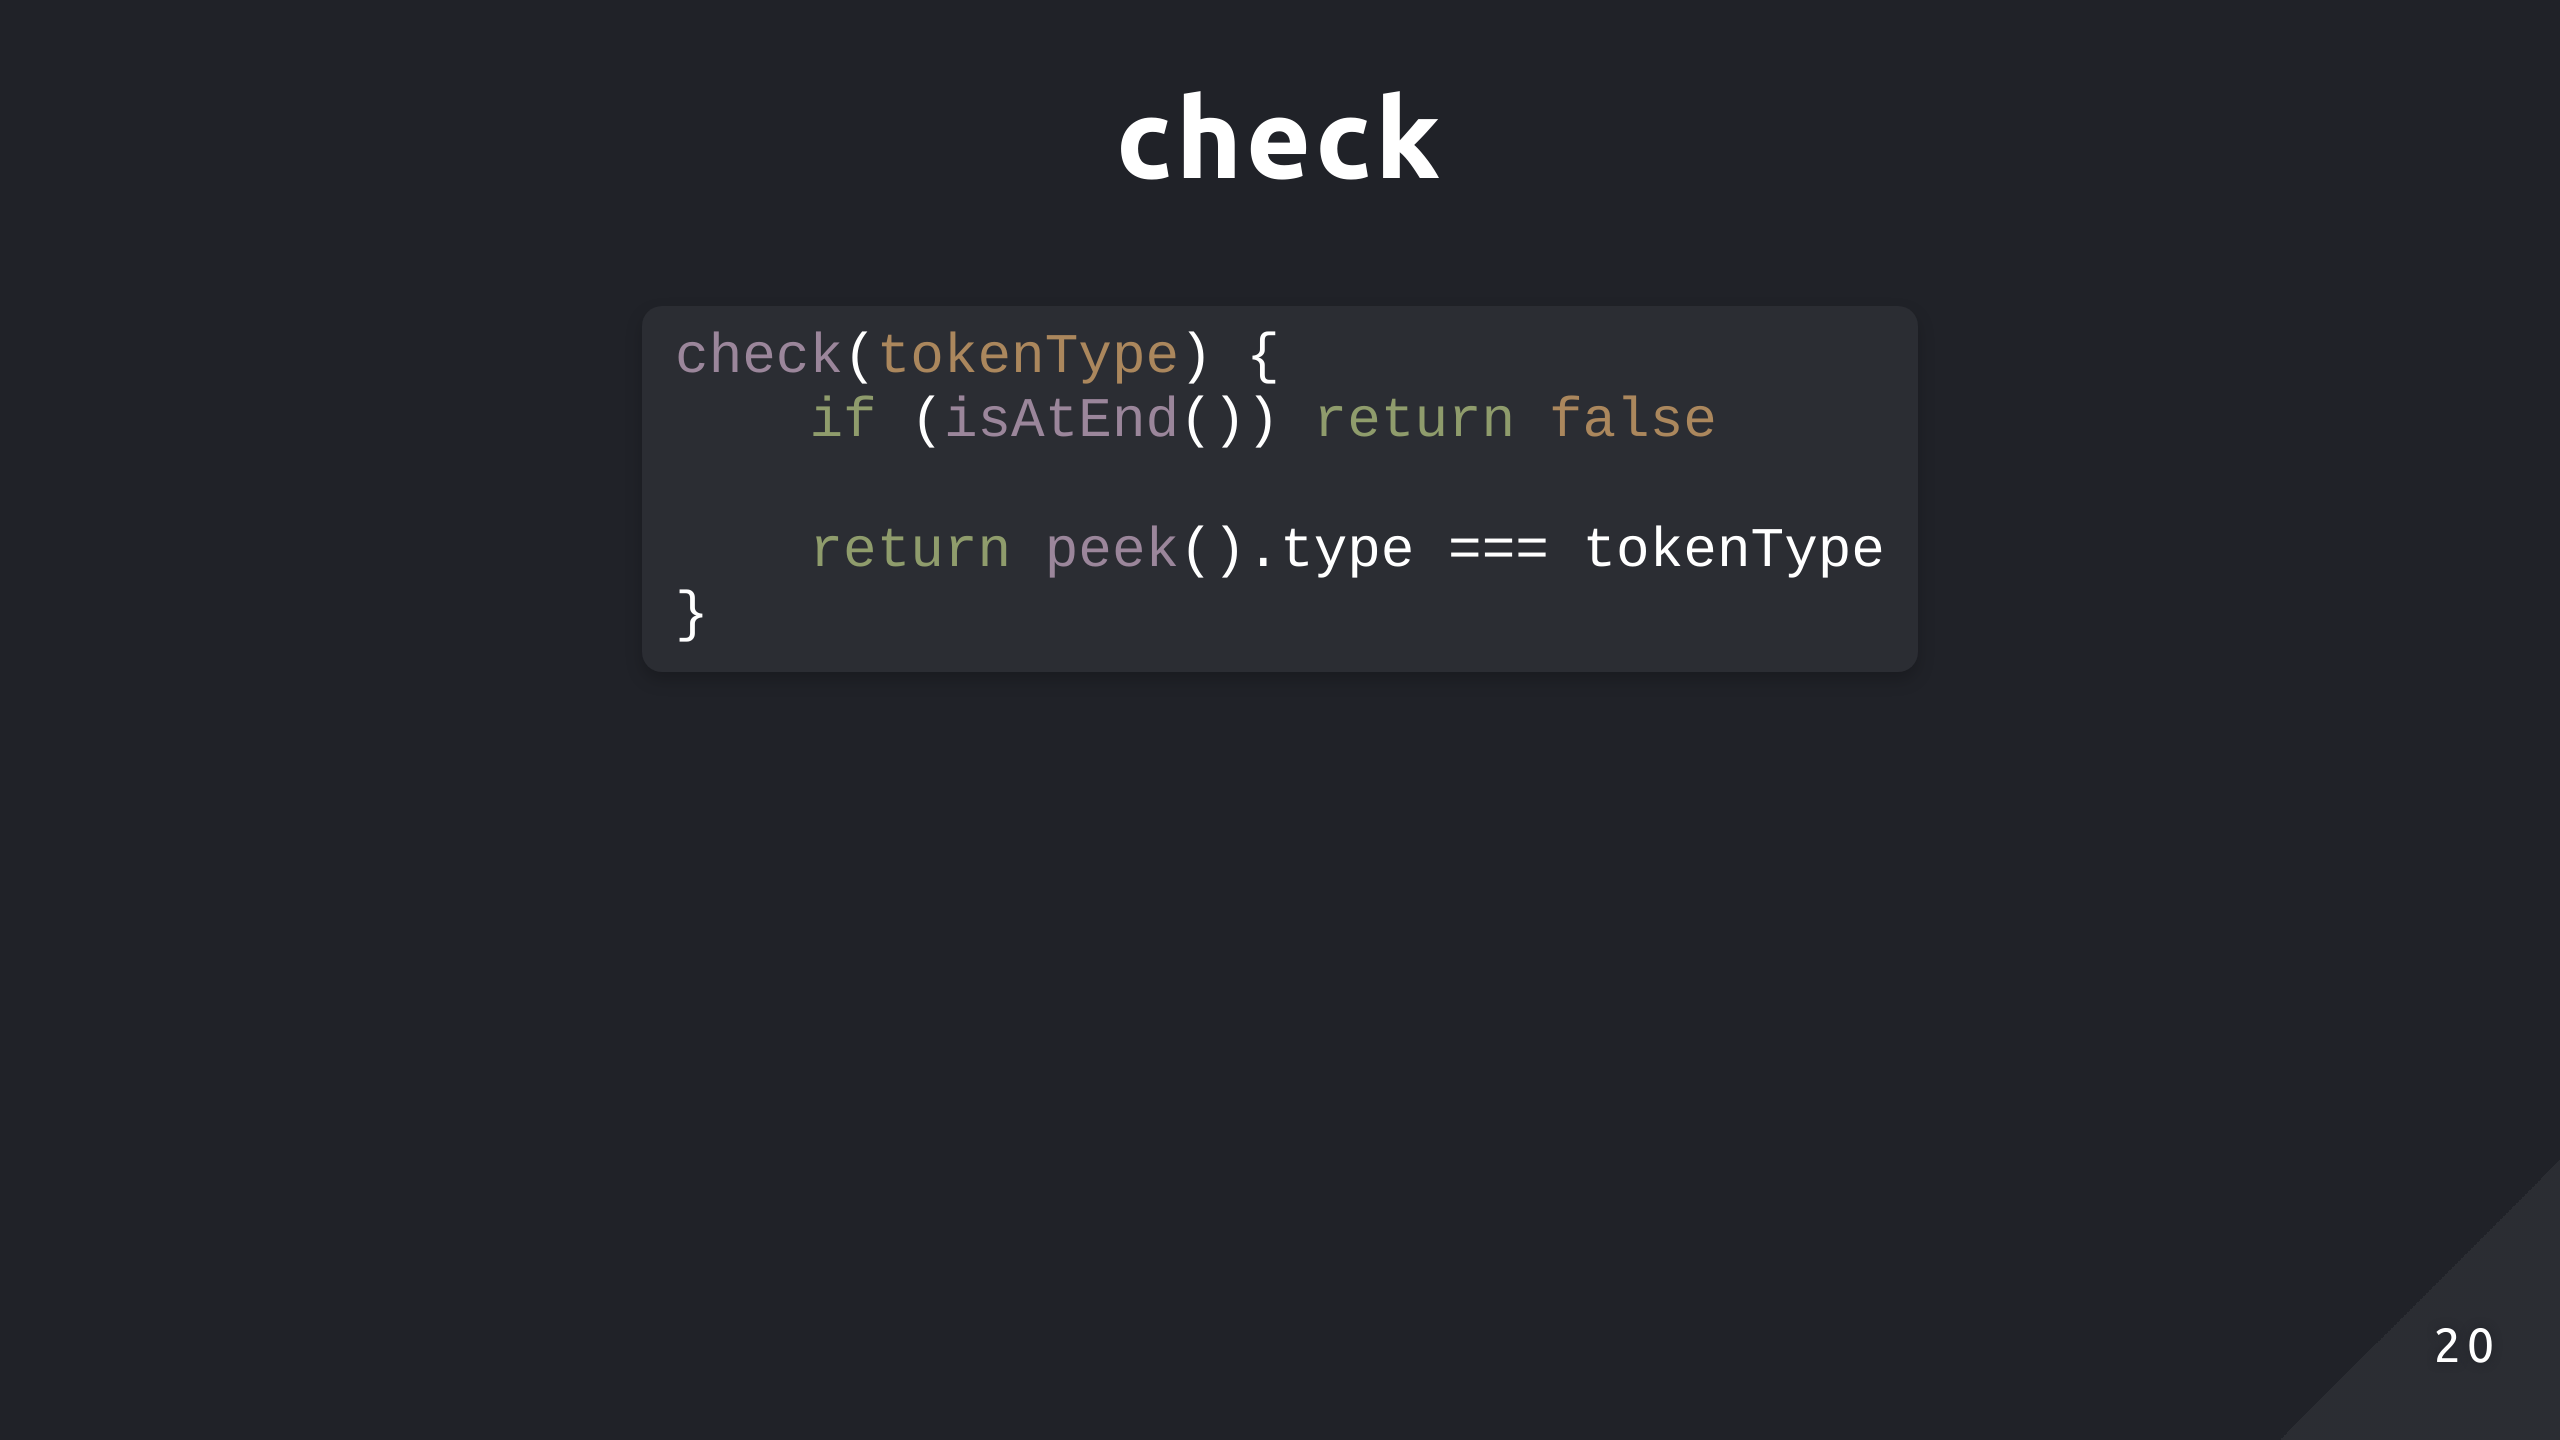 check
check(tokenType) {
    if (isAtEnd()) return false

    return peek().type === tokenType
}
20